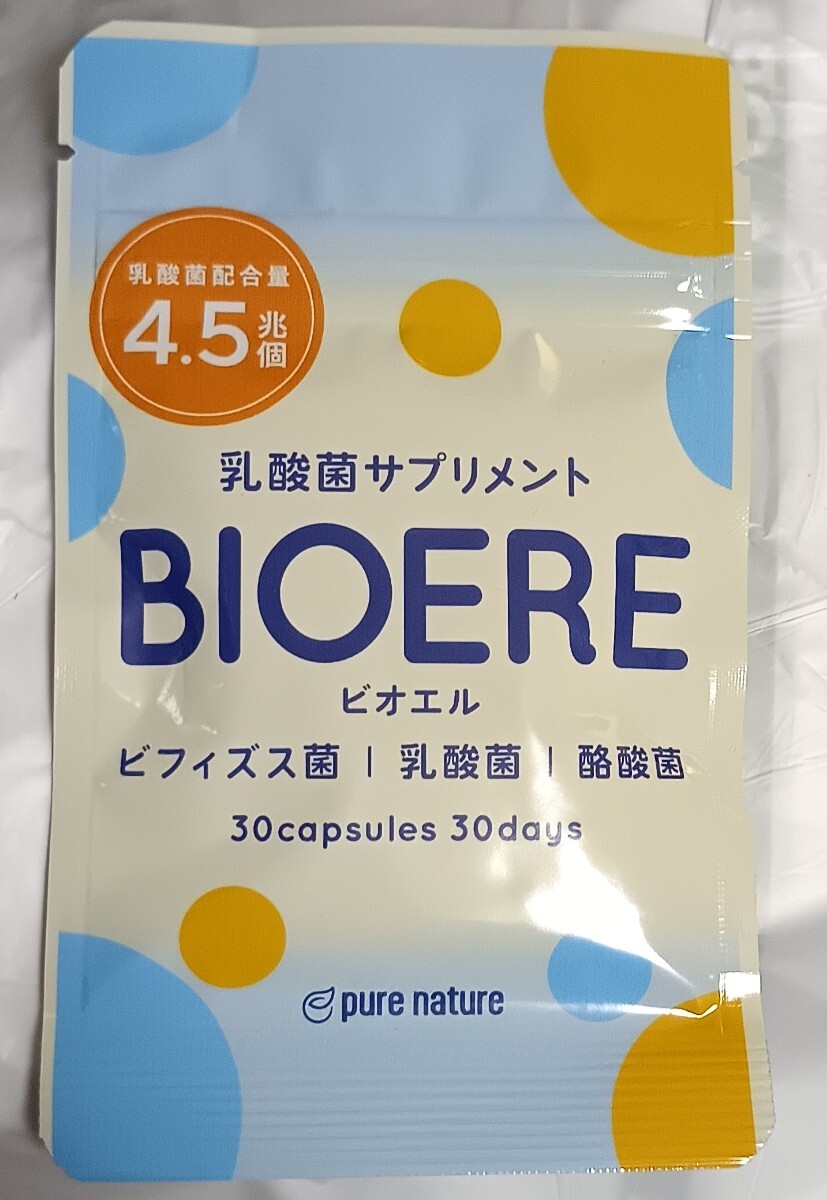 乳酸菌配合量
4.5兆個
乳酸菌サプリメント
BIOERE
ビオエル
ビフィズス菌 | 乳酸菌 | 酪酸菌
30capsules 30days
pure nature